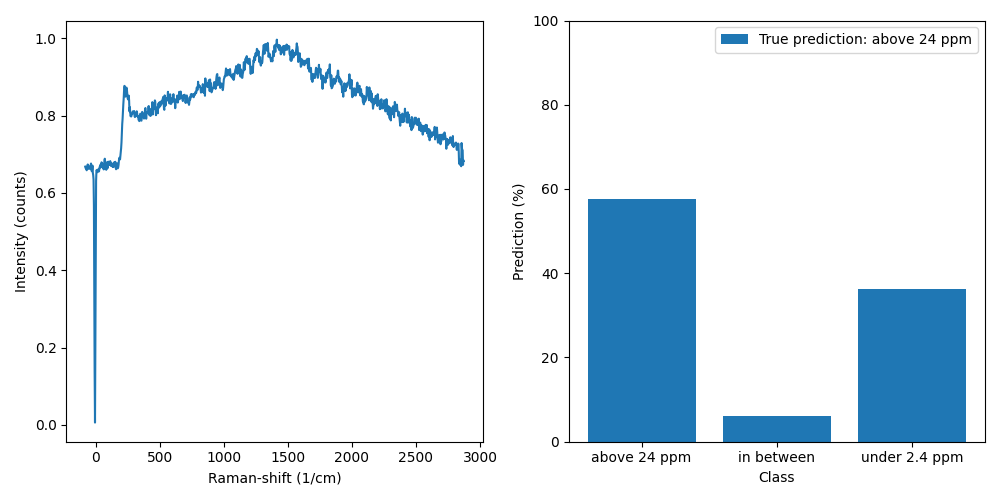 1.0
0.8
0.6
0.4
0.2
0.0
Intensity (counts)
0 500 1000 1500 2000 2500 3000
Raman-shift (1/cm)
100
80
60
40
20
0
Prediction (%)
True prediction: above 24 ppm
above 24 ppm in between under 2.4 ppm
Class